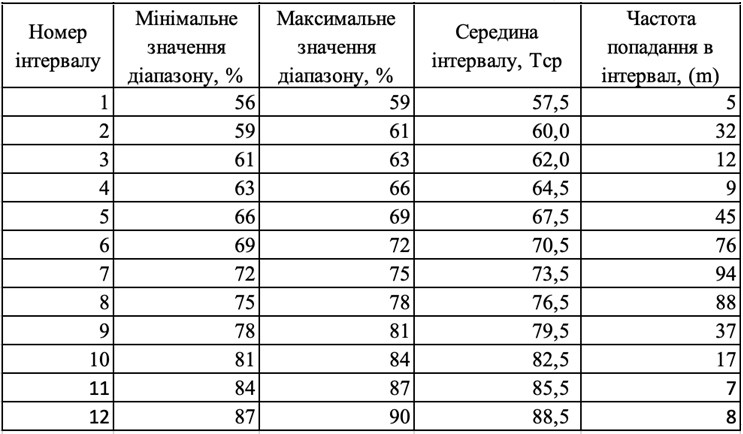 Номер інтервалу Мінімальне значення діапазону, % Максимальне значення діапазону, % Середина інтервалу, Тср Частота попадання в інтервал, (m)
1 56 59 57,5 5
2 59 61 60,0 32
3 61 63 62,0 12
4 63 66 64,5 9
5 66 69 67,5 45
6 69 72 70,5 76
7 72 75 73,5 94
8 75 78 76,5 88
9 78 81 79,5 37
10 81 84 82,5 17
11 84 87 85,5 7
12 87 90 88,5 8